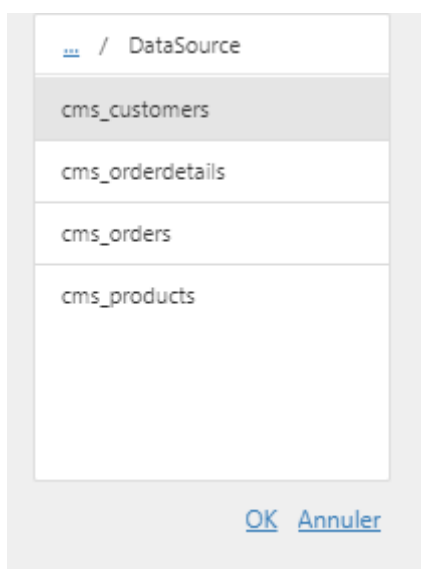 ... / DataSource
cms_customers
cms_orderdetails
cms_orders
cms_products
OK Annuler